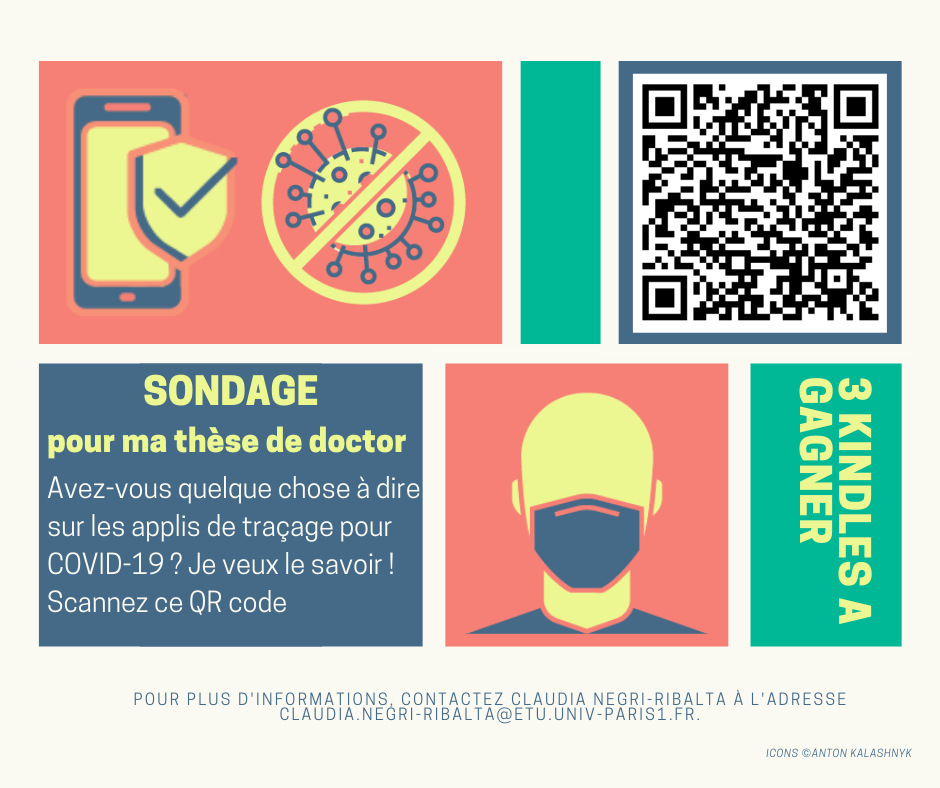 SONDAGE
pour ma thèse de doctor
Avez-vous quelque chose à dire
sur les applis de traçage pour
COVID-19 ? Je veux le savoir !
Scannez ce QR code
3 KINDLES A
GAGNER
POUR PLUS D'INFORMATIONS, CONTACTEZ CLAUDIA NEGRI-RIBALTA À L'ADRESSE
CLAUDIA.NEGRI-RIBALTA@ETU.UNIV-PARIS1.FR.
ICONS ©ANTON KALASHNYK